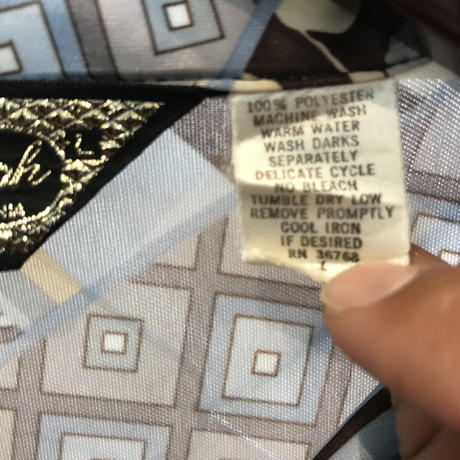 100% POLYESTER
MACHINE WASH
WARM WATER
WASH DARKS
SEPARATELY
DELICATE CYCLE
NO BLEACH
TUMBLE DRY LOW
REMOVE PROMPTLY
COOL IRON
IF DESIRED
RN 36768